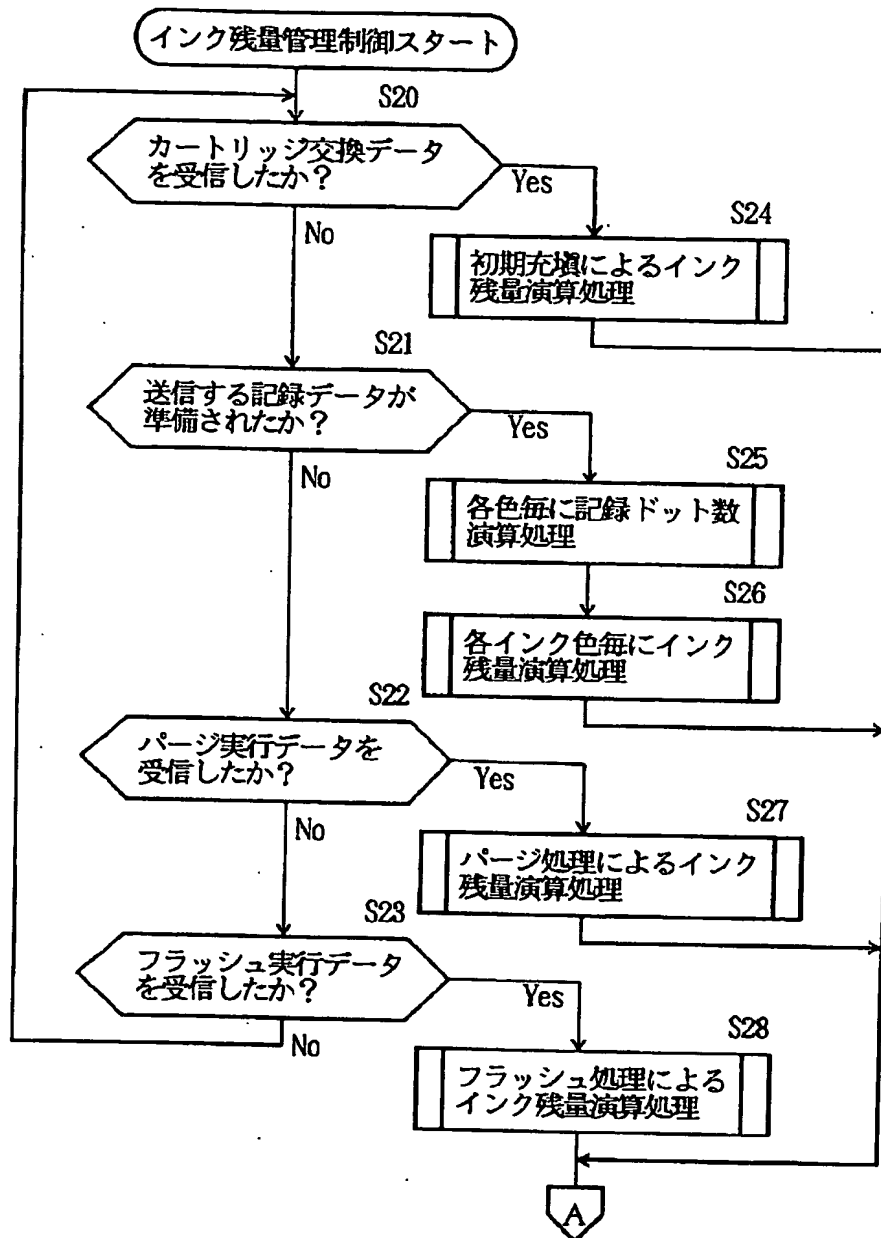 インク残量管理制御スタート
S20
カートリッジ交換データ
を受信したか?
Yes
No
S24
初期充塡によるインク
残量演算処理
S21
送信する記録データが
準備されたか?
Yes
No
S25
各色毎に記録ドット数
演算処理
S26
各インク色毎にインク
残量演算処理
S22
パージ実行データを
受信したか?
Yes
No
S27
パージ処理によるインク
残量演算処理
S23
フラッシュ実行データ
を受信したか?
Yes
No
S28
フラッシュ処理による
インク残量演算処理
A